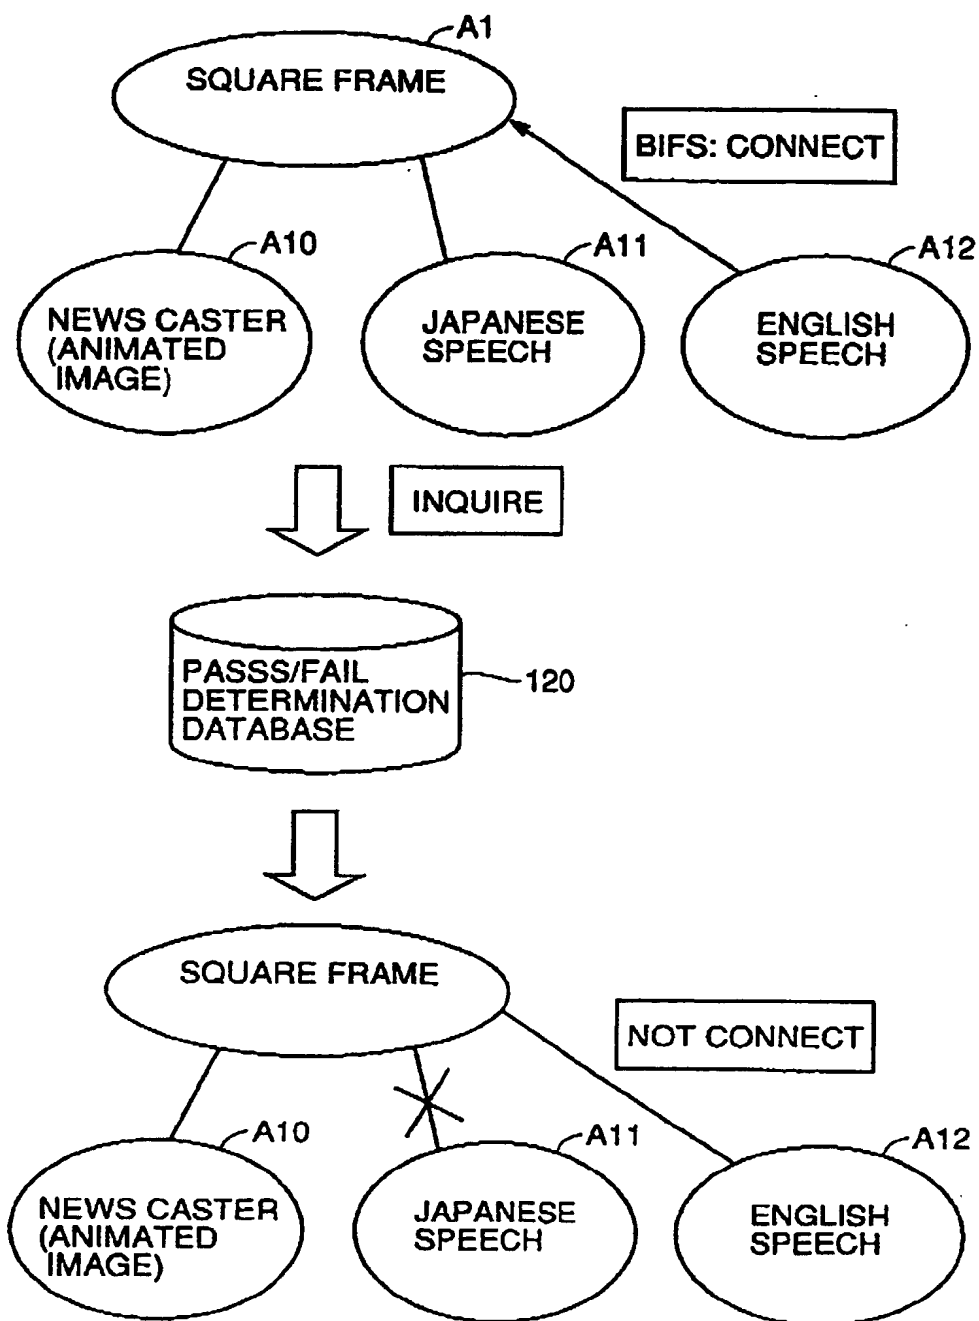 A1
SQUARE FRAME
BIFS: CONNECT
A10
A11
A12
NEWS CASTER
(ANIMATED
IMAGE)
JAPANESE
SPEECH
ENGLISH
SPEECH
INQUIRE
PASSS/FAIL
DETERMINATION
DATABASE
120
SQUARE FRAME
NOT CONNECT
A10
A11
A12
NEWS CASTER
(ANIMATED
IMAGE)
JAPANESE
SPEECH
ENGLISH
SPEECH